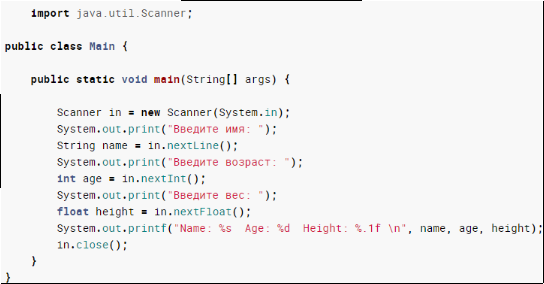 import java.util.Scanner;
public class Main {
public static void main(String[] args) {
Scanner in = new Scanner(System.in);
System.out.print("Введите имя: ");
String name = in.nextLine();
System.out.print("Введите возраст: ");
int age = in.nextInt();
System.out.print("Введите вес: ");
float height = in.nextFloat();
System.out.printf("Name: %s  Age: %d  Height: %.1f \n", name, age, height);
in.close();
}
}